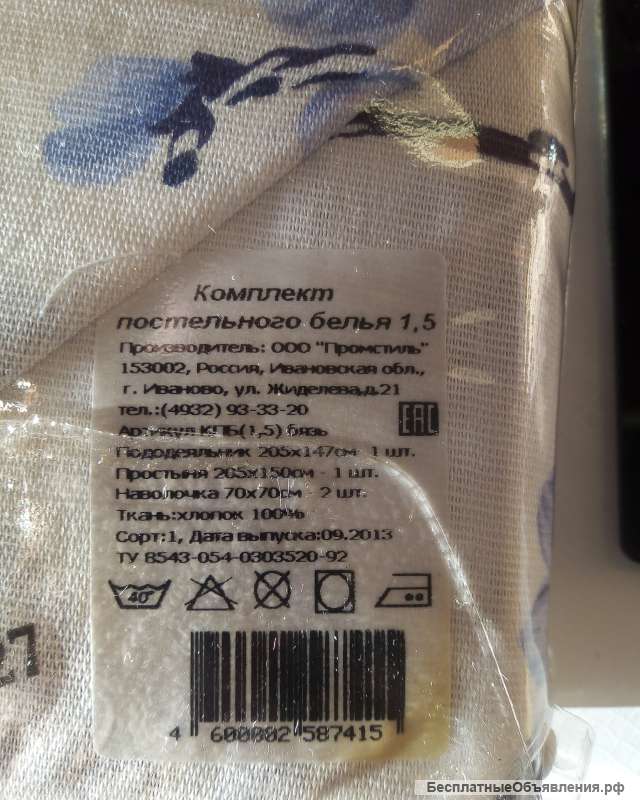 Комплект
постельного белья 1,5
Производитель: ООО "Промстиль"
153002, Россия, Ивановская обл.,
г. Иваново, ул. Жиделева,д.21
тел.:(4932) 93-33-20
Артикул КПБ(1,5) бязь
EAC
Пододеяльник 205х147см- 1 шт.
Простыня 205х150см - 1 шт.
Наволочка 70х70см - 2 шт.
Ткань:хлопок 100%
Сорт:1, Дата выпуска:09.2013
ТУ 8543-054-0303520-92
40°
27
4 600002 587415
БесплатныеОбъявления.рф